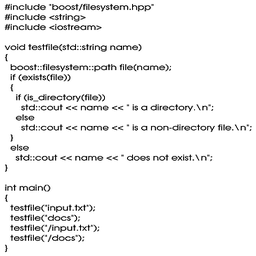 #include "boost/filesystem.hpp"
#include <string>
#include <iostream>
void testfile(std::string name)
{
boost::filesystem::path file(name);
if (exists(file))
{
if (is_directory(file))
std::cout << name << " is a directory.\n";
else
std::cout << name << " is a non-directory file.\n";
}
else
std::cout << name << " does not exist.\n";
}
int main()
{
testfile("input.txt");
testfile("docs");
testfile("/input.txt");
testfile("/docs");
}